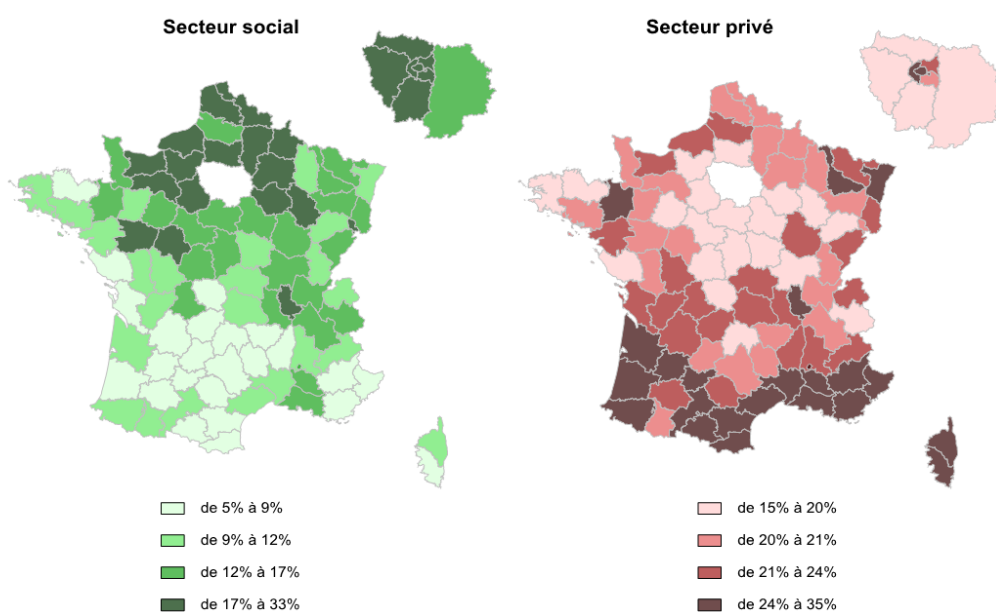 Secteur social
Secteur privé
de 5% à 9%
de 9% à 12%
de 12% à 17%
de 17% à 33%
de 15% à 20%
de 20% à 21%
de 21% à 24%
de 24% à 35%